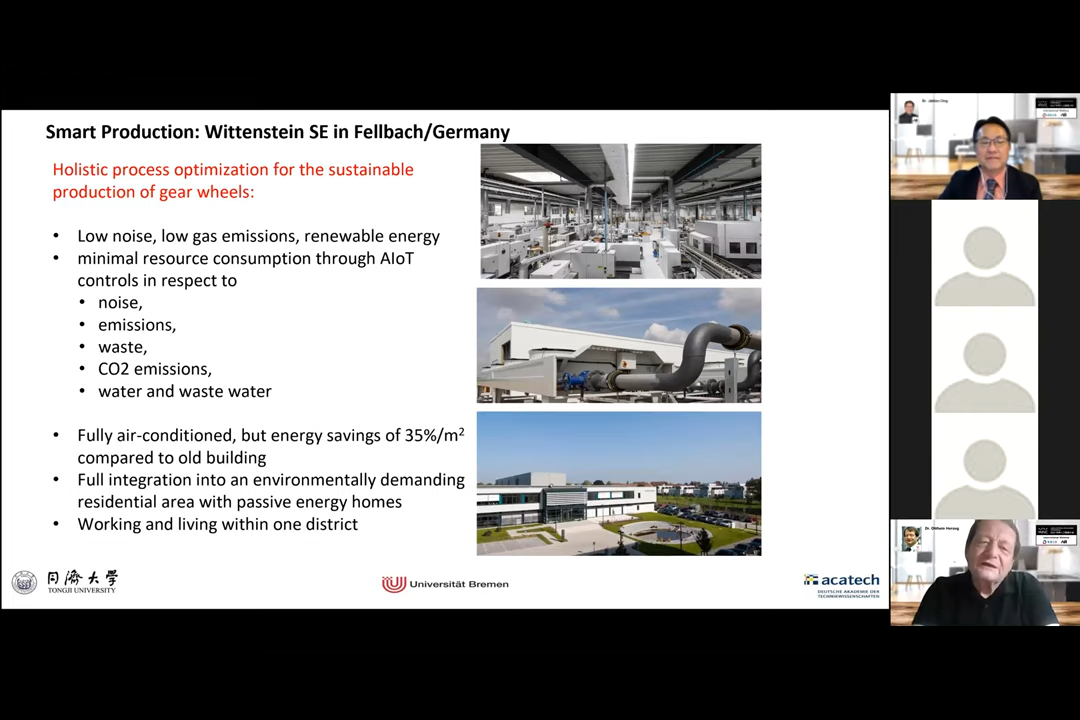 Smart Production: Wittenstein SE in Fellbach/Germany
Holistic process optimization for the sustainable
production of gear wheels:
• Low noise, low gas emissions, renewable energy
• minimal resource consumption through AIoT
controls in respect to
• noise,
• emissions,
• waste,
• CO2 emissions,
• water and waste water
• Fully air-conditioned, but energy savings of 35%/m²
compared to old building
• Full integration into an environmentally demanding
residential area with passive energy homes
• Working and living within one district
同濟大學
TONGJI UNIVERSITY
Universität Bremen
acatech
DEUTSCHE AKADEMIE DER
TECHNIKWISSENSCHAFTEN
Dr. Otthein Herzog